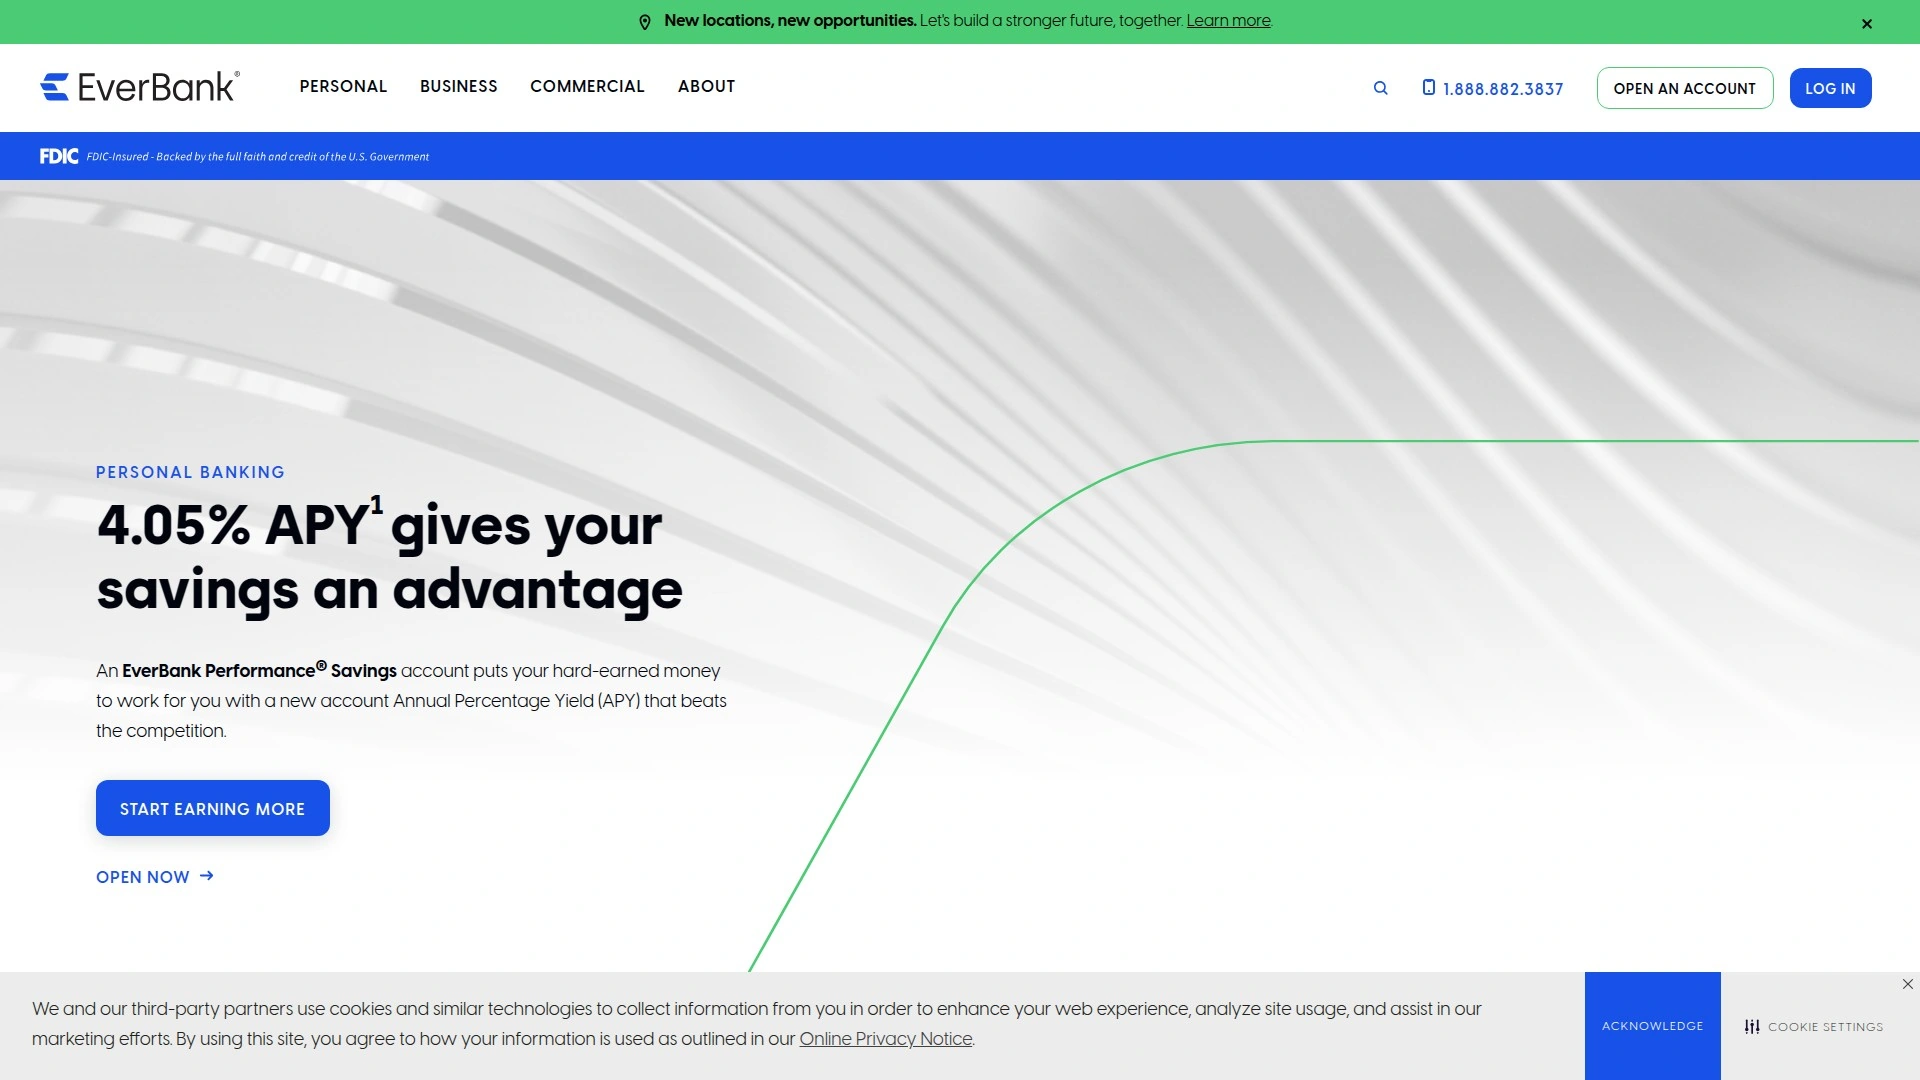 New locations, new opportunities. Let's build a stronger future, together. Learn more.
EverBank®
PERSONAL BUSINESS COMMERCIAL ABOUT
1.888.882.3837
OPEN AN ACCOUNT
LOG IN
FDIC FDIC-Insured - Backed by the full faith and credit of the U.S. Government
PERSONAL BANKING
4.05% APY¹ gives your
savings an advantage
An EverBank Performance® Savings account puts your hard-earned money
to work for you with a new account Annual Percentage Yield (APY) that beats
the competition.
START EARNING MORE
OPEN NOW →
We and our third-party partners use cookies and similar technologies to collect information from you in order to enhance your web experience, analyze site usage, and assist in our
marketing efforts. By using this site, you agree to how your information is used as outlined in our Online Privacy Notice.
ACKNOWLEDGE
COOKIE SETTINGS